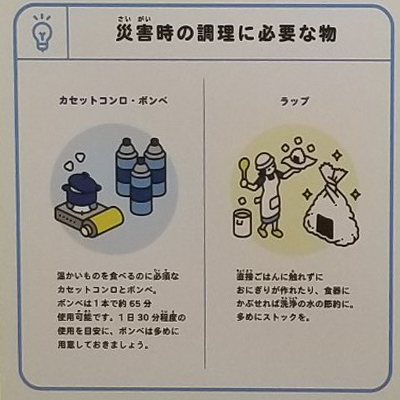 災害時の調理に必要な物
カセットコンロ・ボンベ
温かいものを食べるのに必須な
カセットコンロとボンベ。
ボンベは1本で約65分
使用可能です。1日30分程度の
使用を目安に、ボンベは多めに
用意しておきましょう。
ラップ
直接ごはんに触れずに
おにぎりが作れたり、食器に
かぶせれば洗浄の水の節約に。
多めにストックを。